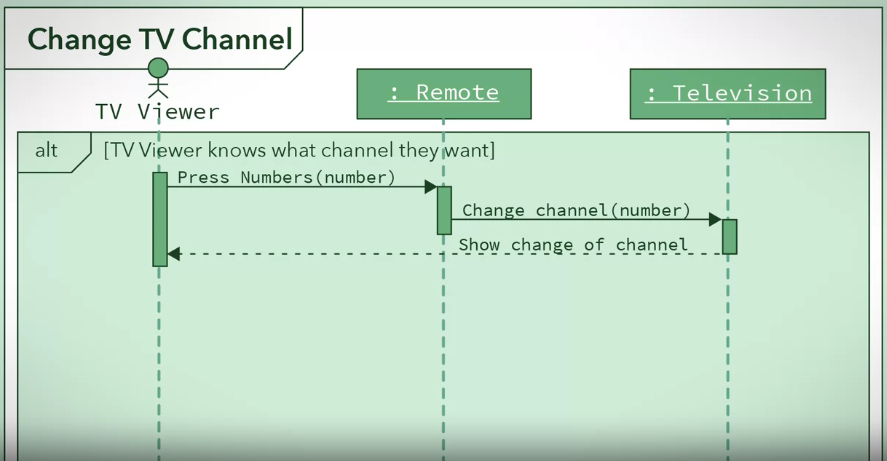 Change TV Channel
TV Viewer
: Remote
: Television
alt
[TV Viewer knows what channel they want]
Press Numbers(number)
Change channel(number)
Show change of channel